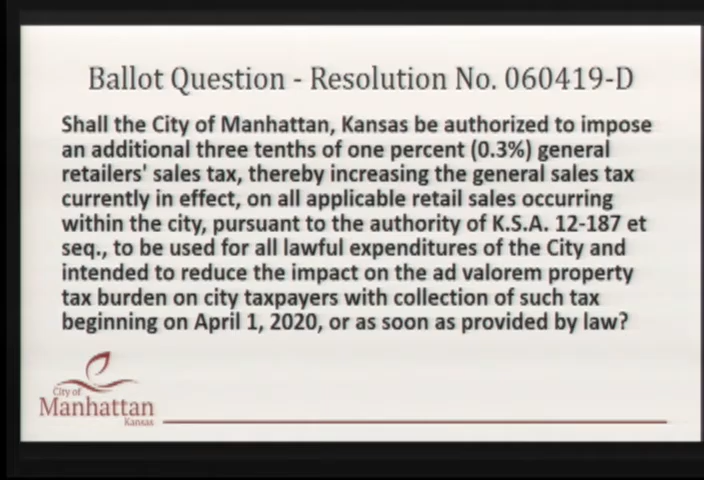 Ballot Question - Resolution No. 060419-D
Shall the City of Manhattan, Kansas be authorized to impose
an additional three tenths of one percent (0.3%) general
retailers' sales tax, thereby increasing the general sales tax
currently in effect, on all applicable retail sales occurring
within the city, pursuant to the authority of K.S.A. 12-187 et
seq., to be used for all lawful expenditures of the City and
intended to reduce the impact on the ad valorem property
tax burden on city taxpayers with collection of such tax
beginning on April 1, 2020, or as soon as provided by law?
City of
Manhattan
Kansas